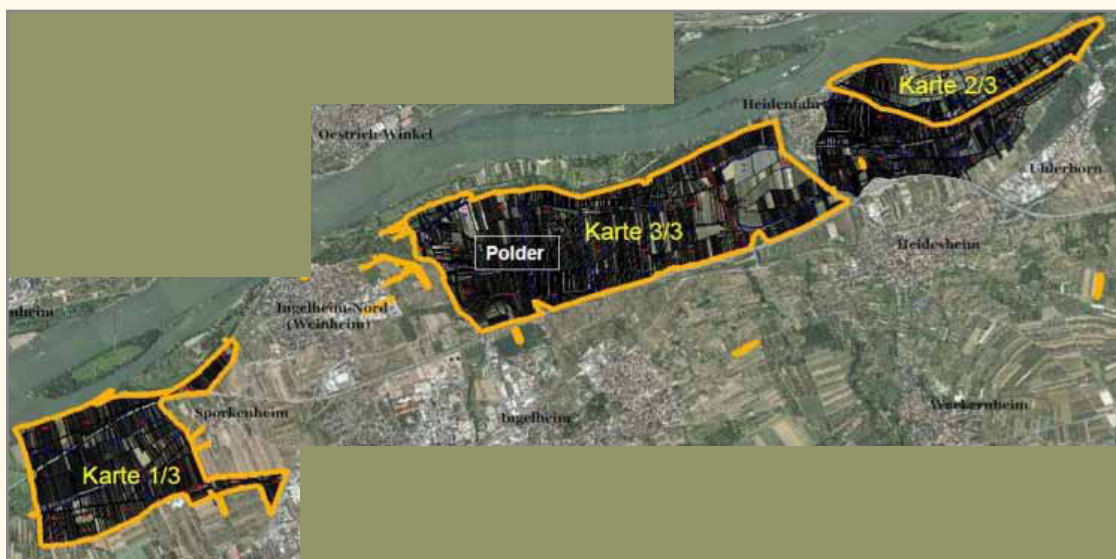 Karte 2/3
Heidenfahrt
Oestrich-Winkel
Uhlerborn
Karte 3/3
Heidesheim
Polder
Ingelheim-Nord
(Weinheim)
Sporkenheim
Ingelheim
Wackernheim
Karte 1/3